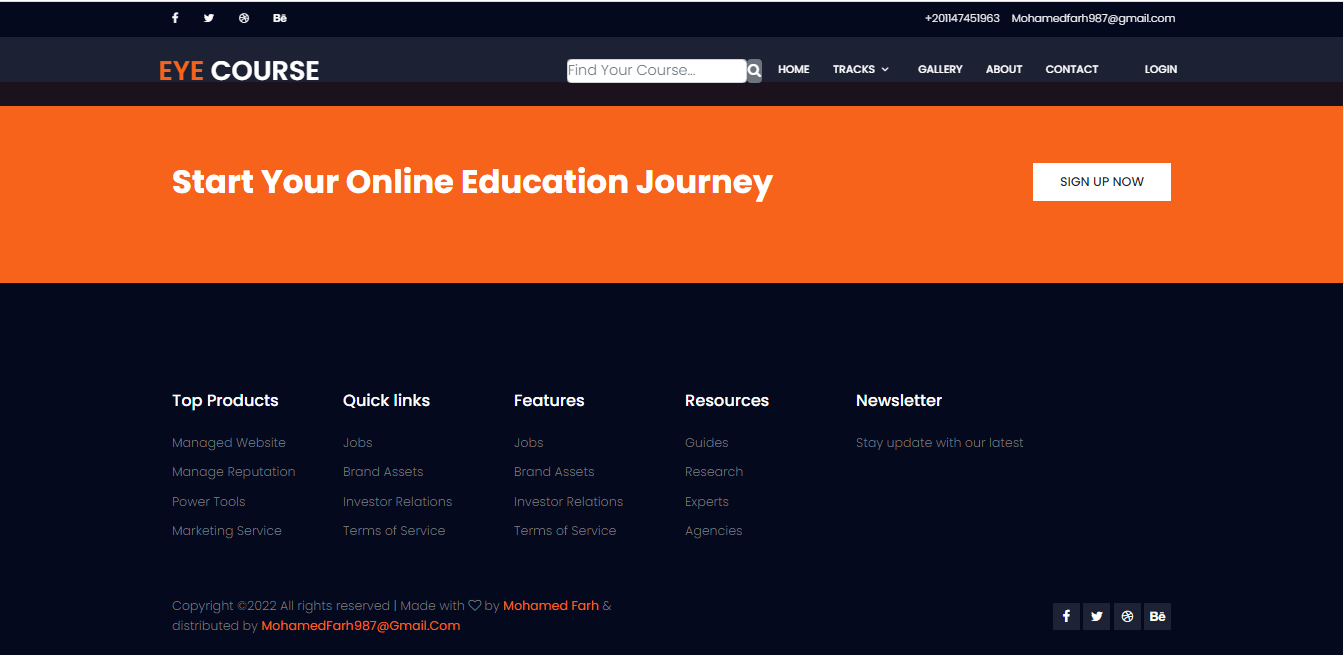 Bē +201147451963 Mohamedfarh987@gmail.com
EYE COURSE Find Your Course... HOME TRACKS GALLERY ABOUT CONTACT LOGIN
Start Your Online Education Journey SIGN UP NOW
Top Products Quick links Features Resources Newsletter
Managed Website Jobs Jobs Guides Stay update with our latest
Manage Reputation Brand Assets Brand Assets Research
Power Tools Investor Relations Investor Relations Experts
Marketing Service Terms of Service Terms of Service Agencies
Copyright ©2022 All rights reserved | Made with ♡ by Mohamed Farh &
distributed by MohamedFarh987@Gmail.Com Bē